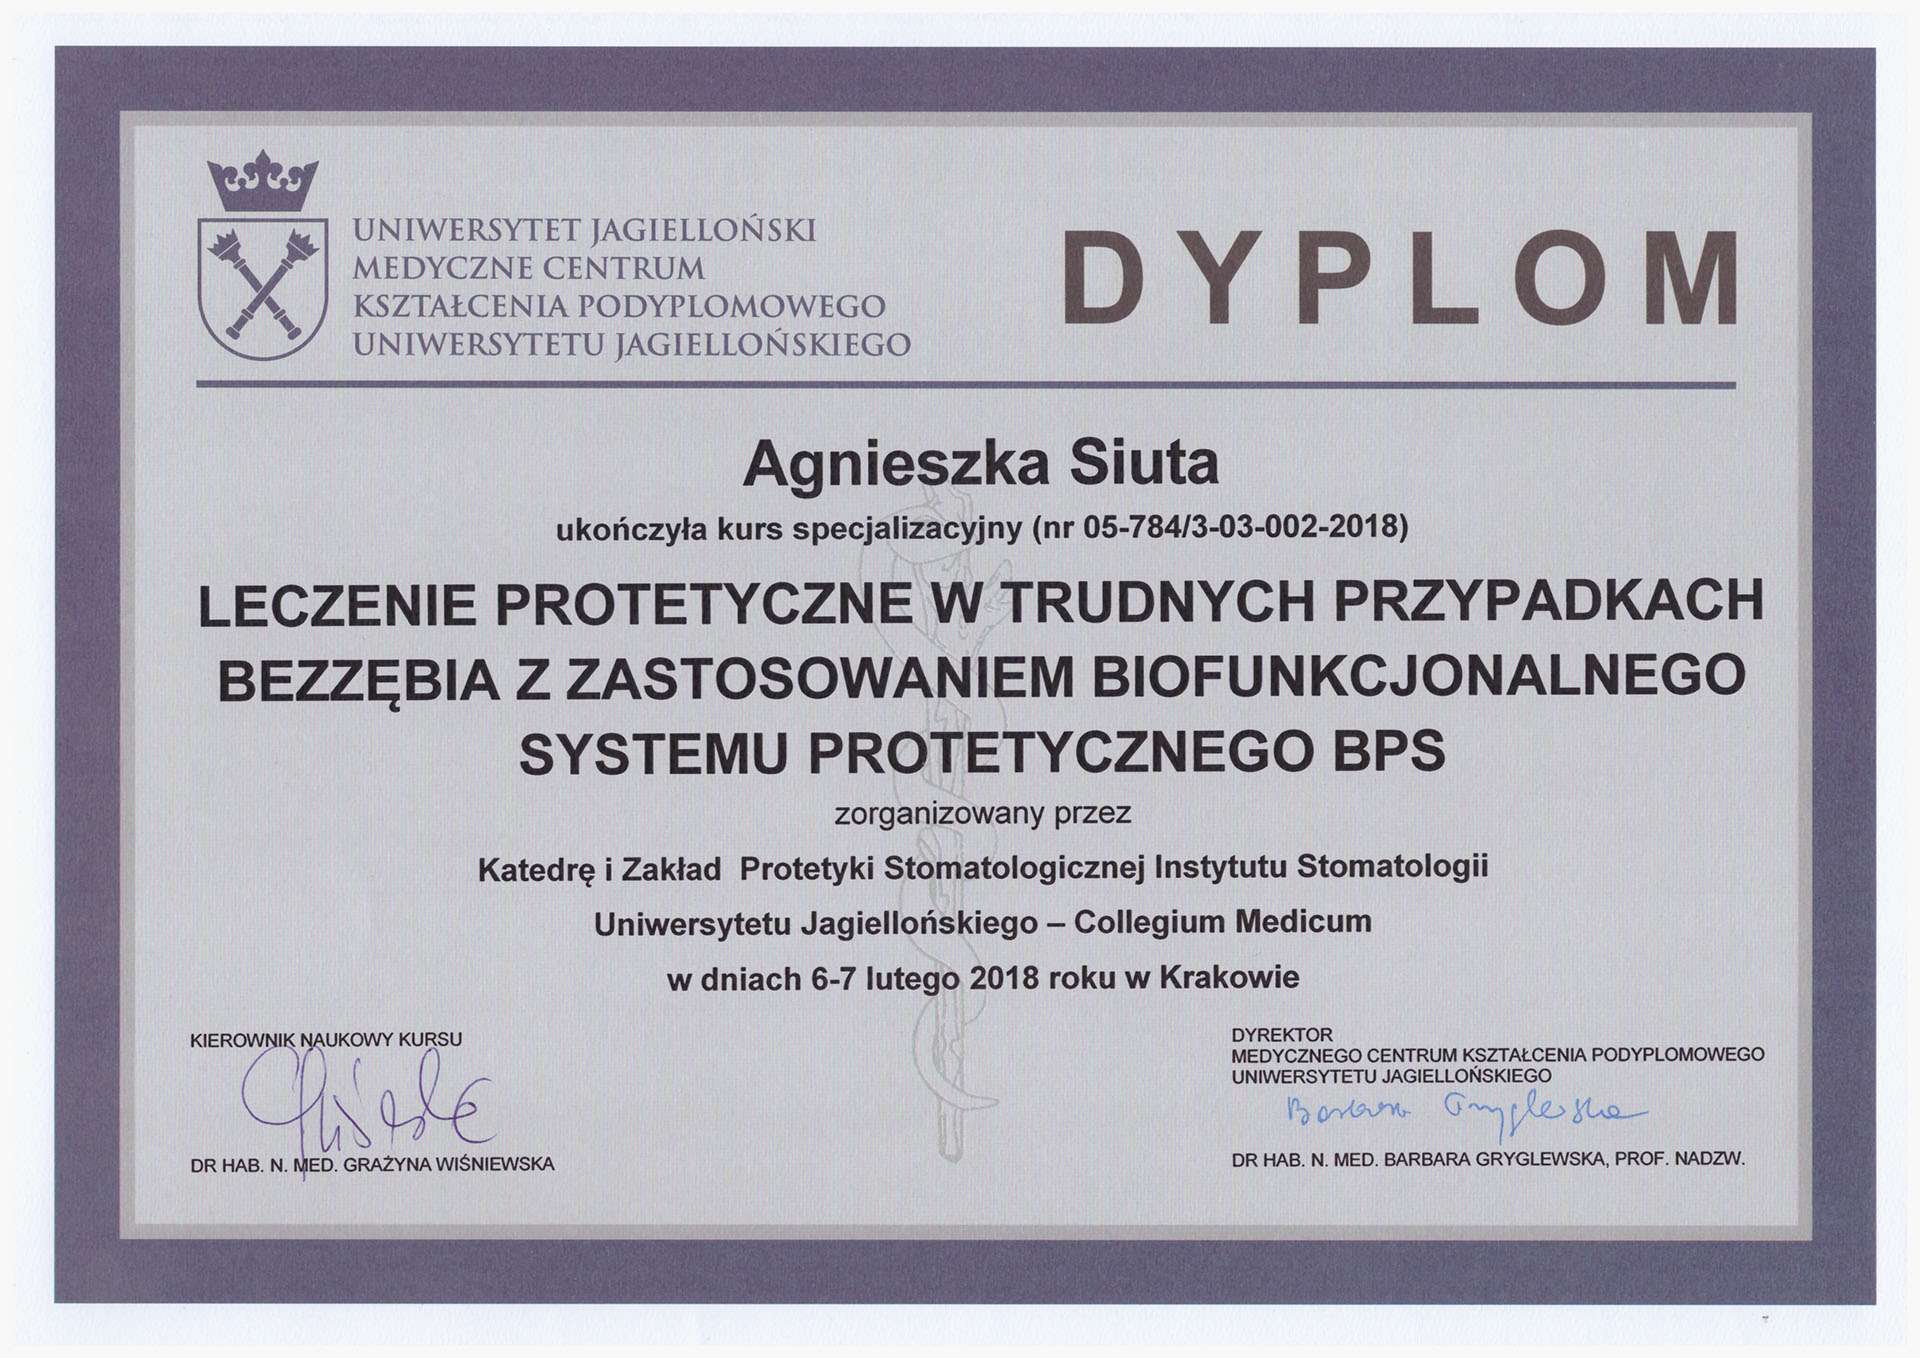 UNIWERSYTET JAGIELLOŃSKI
MEDYCZNE CENTRUM
KSZTAŁCENIA PODYPLOMOWEGO
UNIWERSYTETU JAGIELLOŃSKIEGO
DYPLOM
Agnieszka Siuta
ukończyła kurs specjalizacyjny (nr 05-784/3-03-002-2018)
LECZENIE PROTETYCZNE W TRUDNYCH PRZYPADKACH
BEZZĘBIA Z ZASTOSOWANIEM BIOFUNKCJONALNEGO
SYSTEMU PROTETYCZNEGO BPS
zorganizowany przez
Katedrę i Zakład Protetyki Stomatologicznej Instytutu Stomatologii
Uniwersytetu Jagiellońskiego – Collegium Medicum
w dniach 6-7 lutego 2018 roku w Krakowie
KIEROWNIK NAUKOWY KURSU
DR HAB. N. MED. GRAŻYNA WIŚNIEWSKA
DYREKTOR
MEDYCZNEGO CENTRUM KSZTAŁCENIA PODYPLOMOWEGO
UNIWERSYTETU JAGIELLOŃSKIEGO
Barbara Gryglewska
DR HAB. N. MED. BARBARA GRYGLEWSKA, PROF. NADZW.